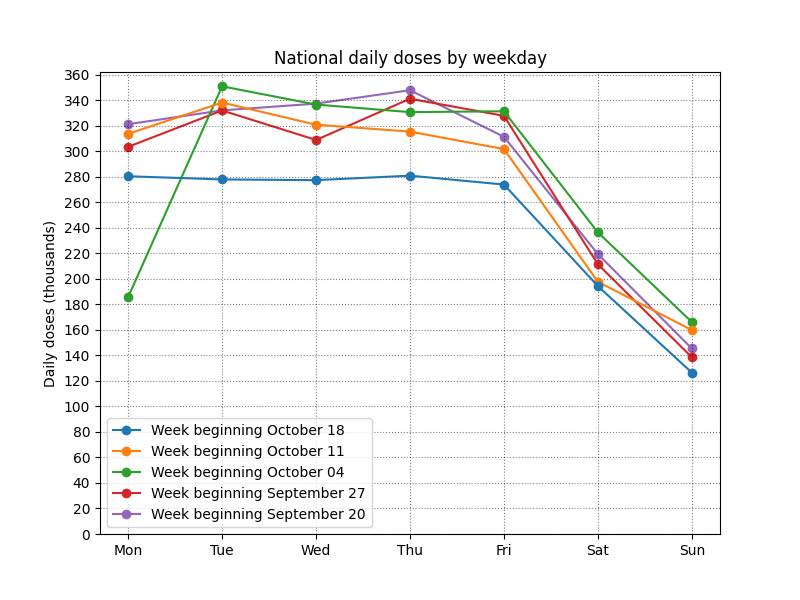 National daily doses by weekday
Daily doses (thousands)
360
340
320
300
280
260
240
220
200
180
160
140
120
100
80
60
40
20
0
Week beginning October 18
Week beginning October 11
Week beginning October 04
Week beginning September 27
Week beginning September 20
Mon Tue Wed Thu Fri Sat Sun